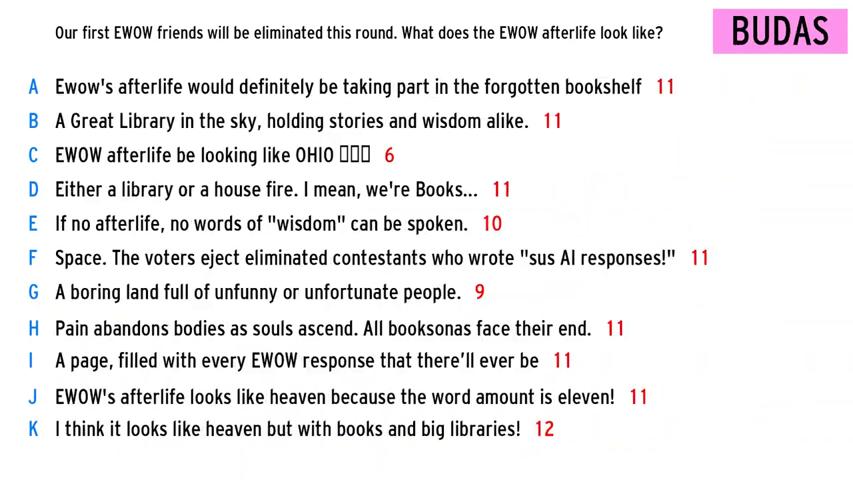 Our first EWOW friends will be eliminated this round. What does the EWOW afterlife look like?
BUDAS
A Ewow's afterlife would definitely be taking part in the forgotten bookshelf 11
B A Great Library in the sky, holding stories and wisdom alike. 11
C EWOW afterlife be looking like OHIO ▯▯▯ 6
D Either a library or a house fire. I mean, we're Books... 11
E If no afterlife, no words of "wisdom" can be spoken. 10
F Space. The voters eject eliminated contestants who wrote "sus AI responses!" 11
G A boring land full of unfunny or unfortunate people. 9
H Pain abandons bodies as souls ascend. All booksonas face their end. 11
I A page, filled with every EWOW response that there’ll ever be 11
J EWOW's afterlife looks like heaven because the word amount is eleven! 11
K I think it looks like heaven but with books and big libraries! 12